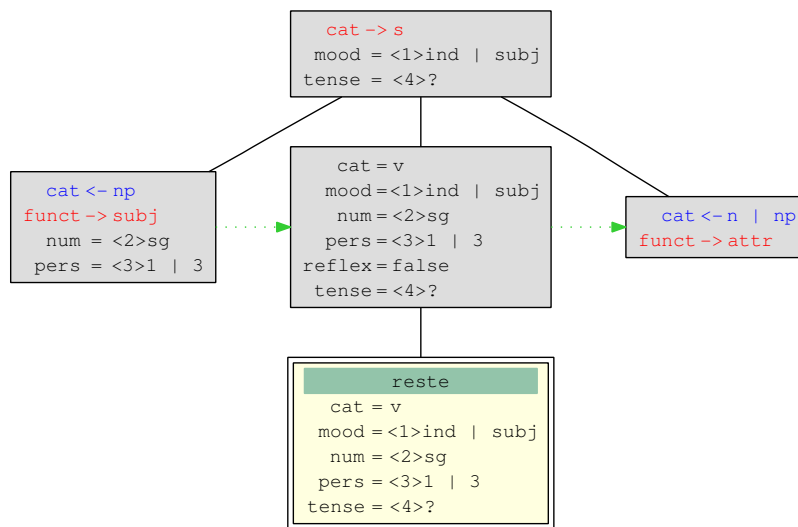 cat -> s
mood = <1>ind | subj
tense = <4>?
cat <- np
funct -> subj
num = <2>sg
pers = <3>1 | 3
cat = v
mood = <1>ind | subj
num = <2>sg
pers = <3>1 | 3
reflex = false
tense = <4>?
cat <- n | np
funct -> attr
reste
cat = v
mood = <1>ind | subj
num = <2>sg
pers = <3>1 | 3
tense = <4>?